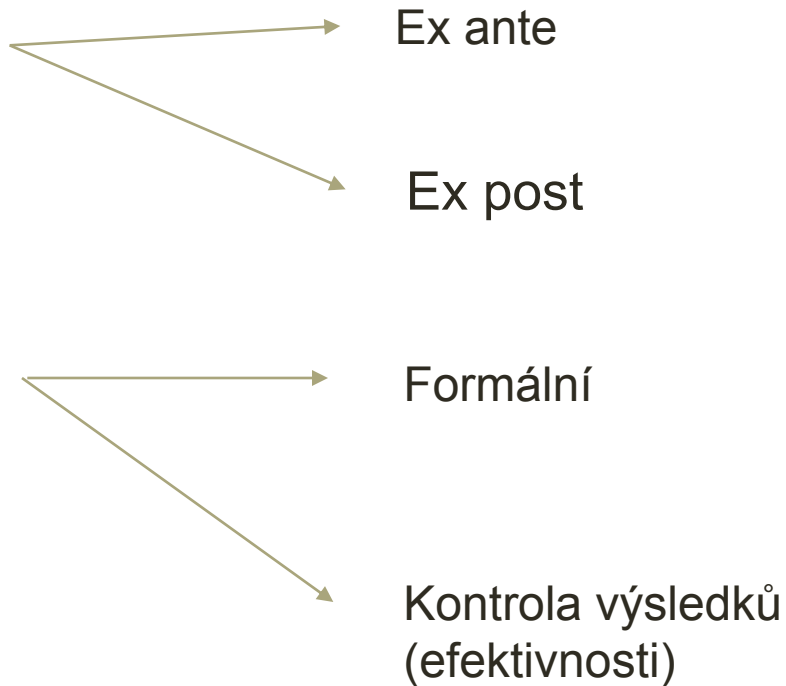 Ex ante
Ex post
Formální
Kontrola výsledků
(efektivnosti)